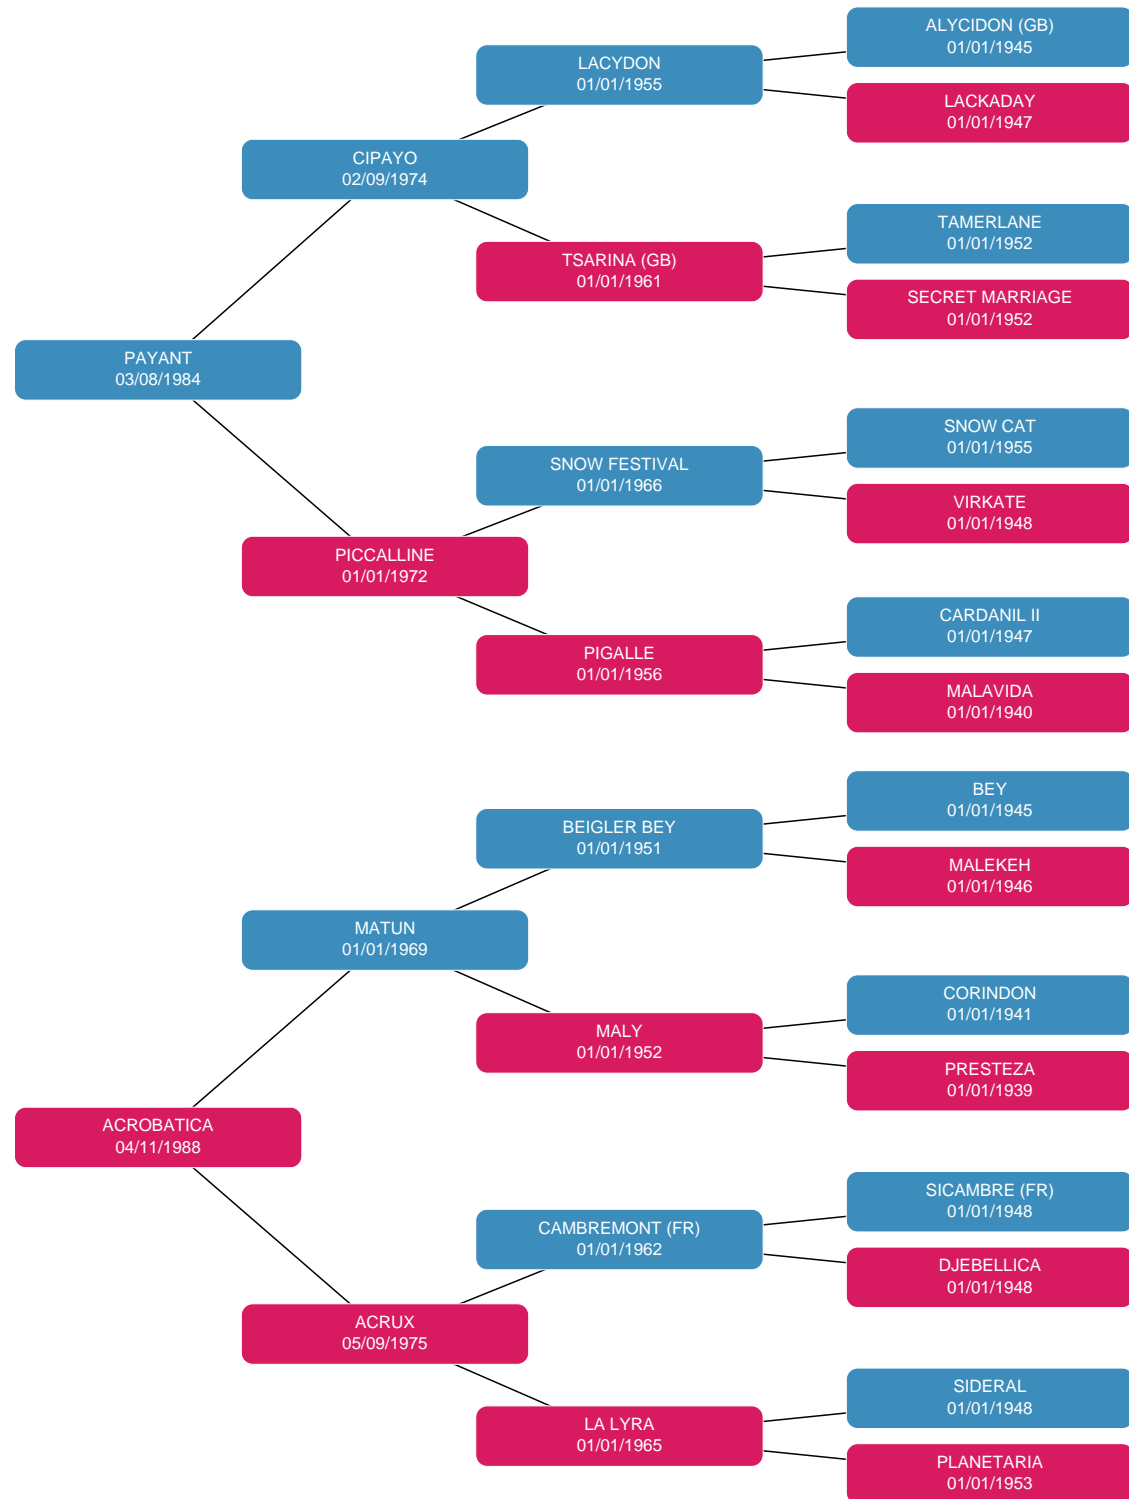 ALYCIDON (GB)
01/01/1945
LACYDON
01/01/1955
LACKADAY
01/01/1947
CIPAYO
02/09/1974
TAMERLANE
01/01/1952
TSARINA (GB)
01/01/1961
SECRET MARRIAGE
01/01/1952
PAYANT
03/08/1984
SNOW CAT
01/01/1955
SNOW FESTIVAL
01/01/1966
VIRKATE
01/01/1948
PICCALLINE
01/01/1972
CARDANIL II
01/01/1947
PIGALLE
01/01/1956
MALAVIDA
01/01/1940
BEY
01/01/1945
BEIGLER BEY
01/01/1951
MALEKEH
01/01/1946
MATUN
01/01/1969
CORINDON
01/01/1941
MALY
01/01/1952
PRESTEZA
01/01/1939
ACROBATICA
04/11/1988
SICAMBRE (FR)
01/01/1948
CAMBREMONT (FR)
01/01/1962
DJEBELLICA
01/01/1948
ACRUX
05/09/1975
SIDERAL
01/01/1948
LA LYRA
01/01/1965
PLANETARIA
01/01/1953